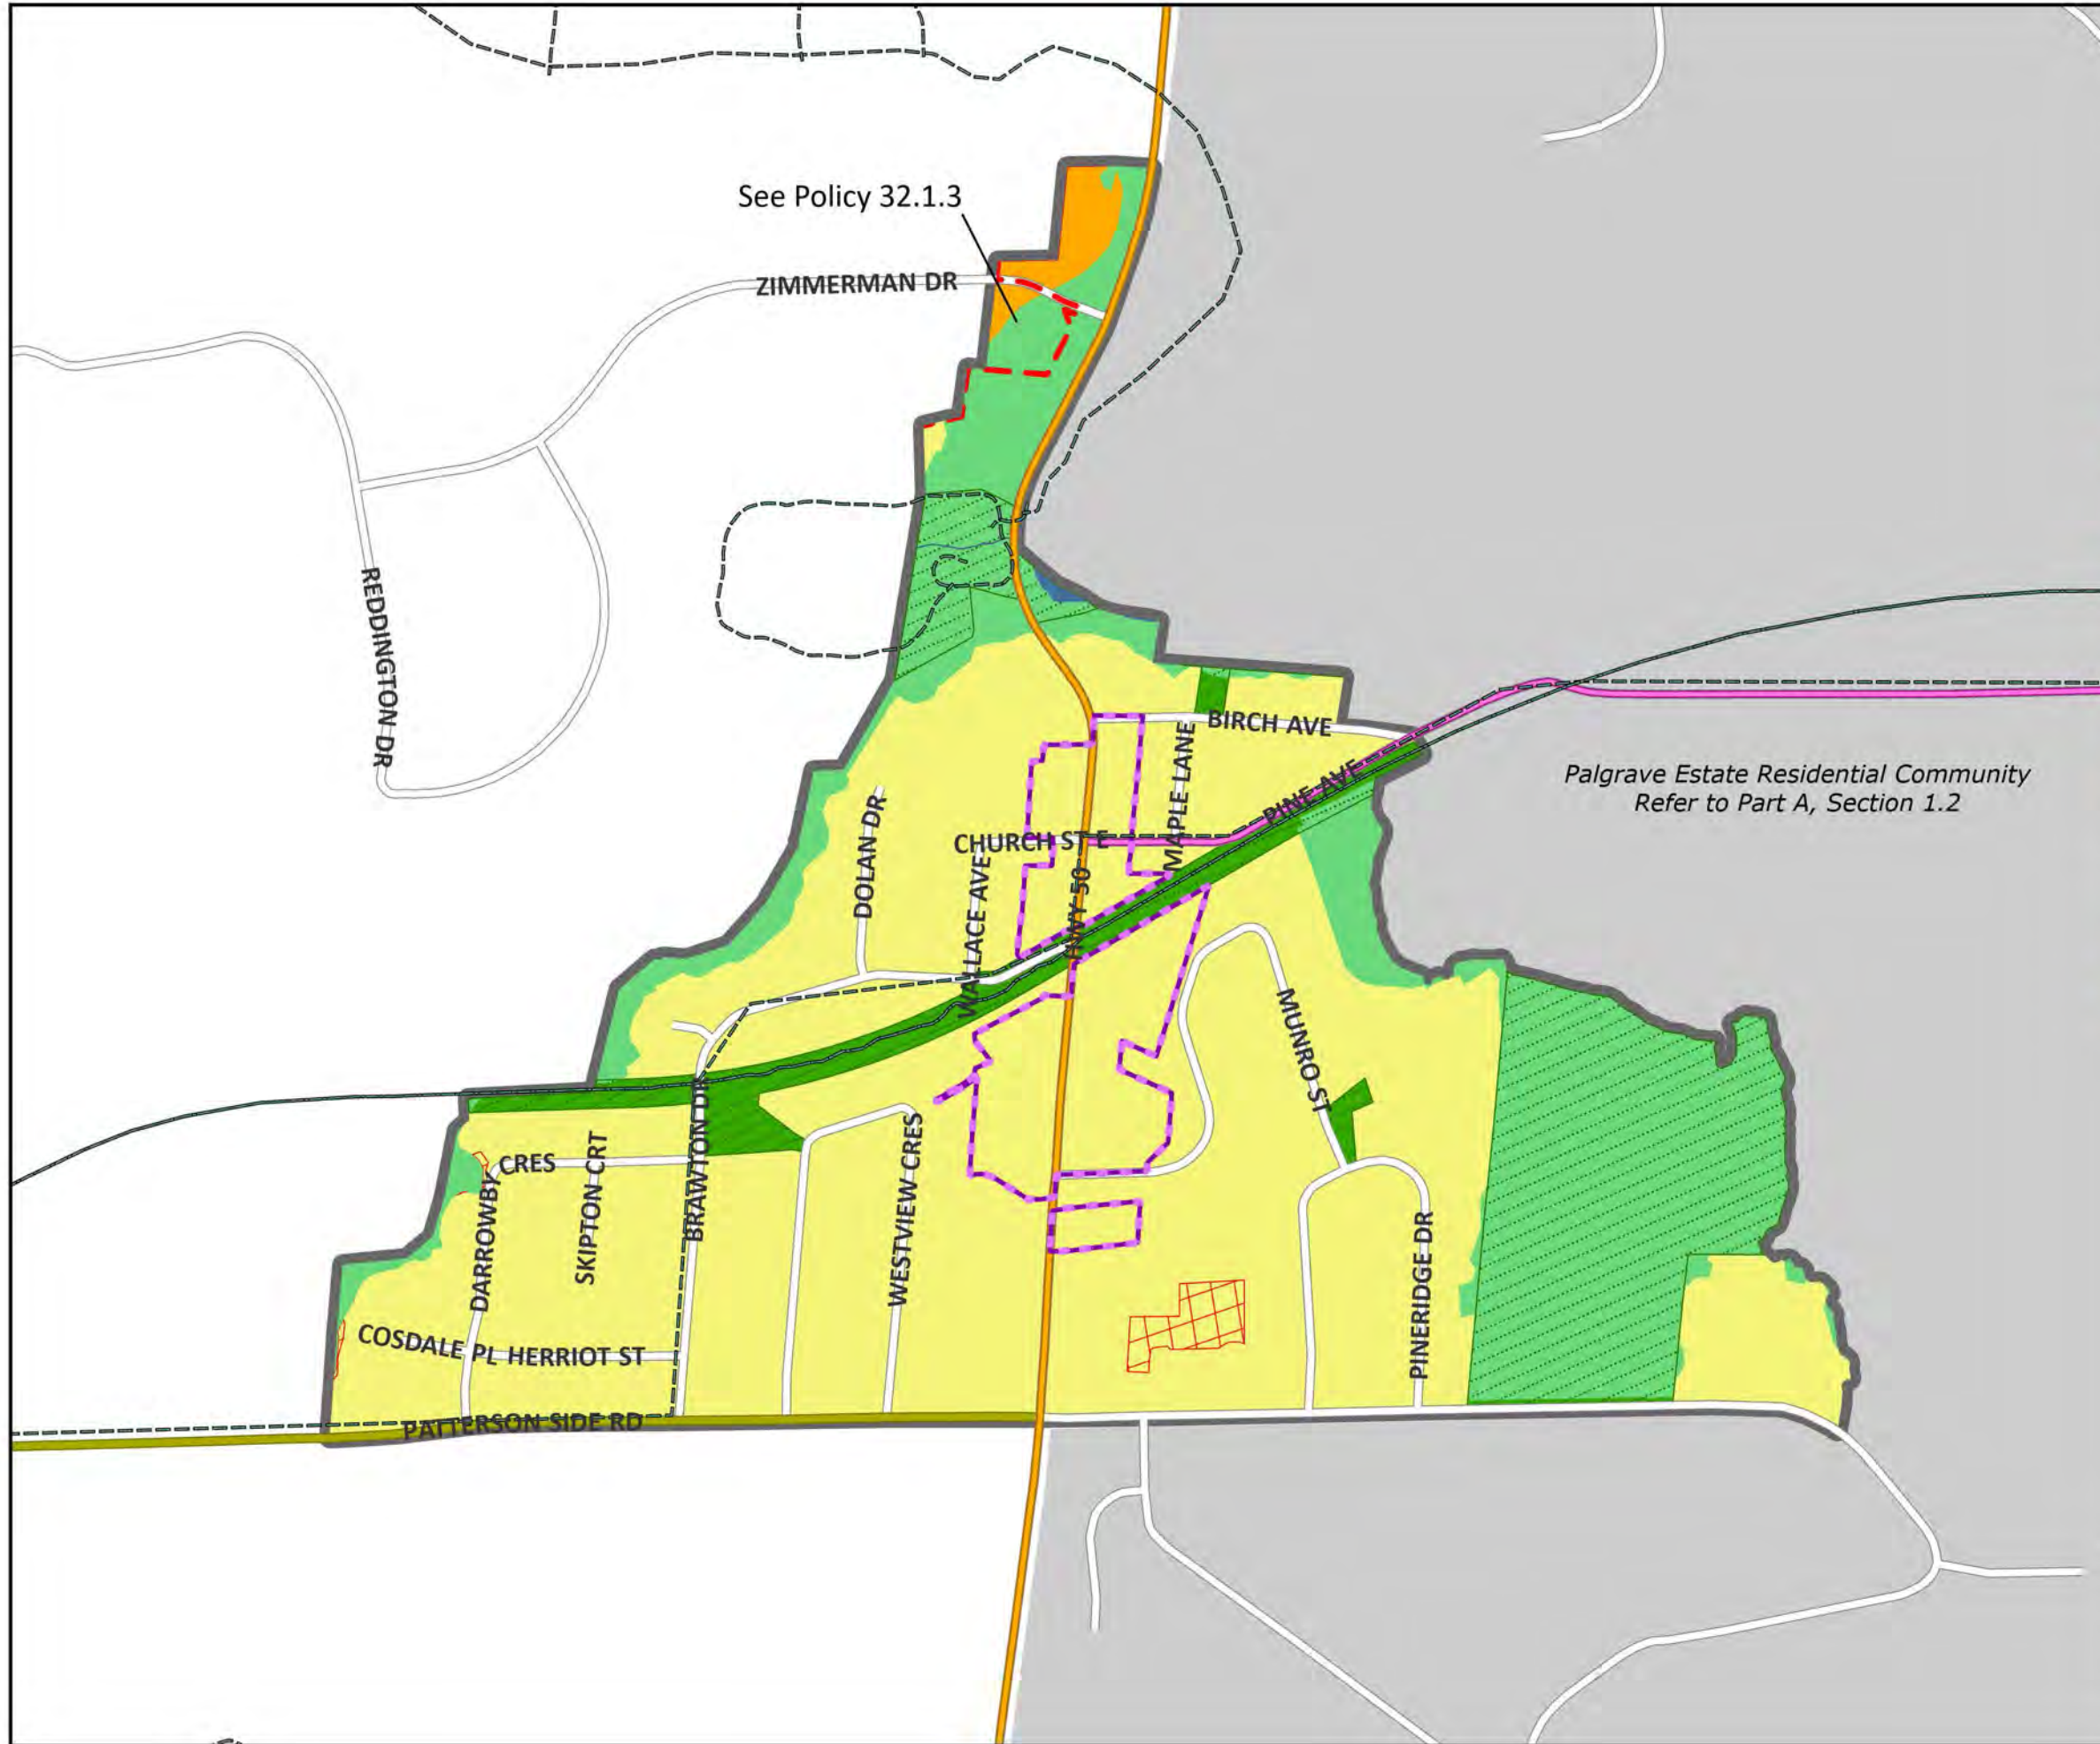 See Policy 32.1.3
ZIMMERMAN DR
REDDINGTON DR
BIRCH AVE
MAPLE LANE
PINE AVE
Palgrave Estate Residential Community
Refer to Part A, Section 1.2
DOLAN DR
CHURCH ST E
WALLACE AVE
HWY 50
MUNRO ST
BRAWTON DR
CRES
DARROWBY
SKIPTON CRT
WESTVIEW CRES
PINERIDGE DR
COSDALE PL
HERRIOT ST
PATTERSON SIDE RD